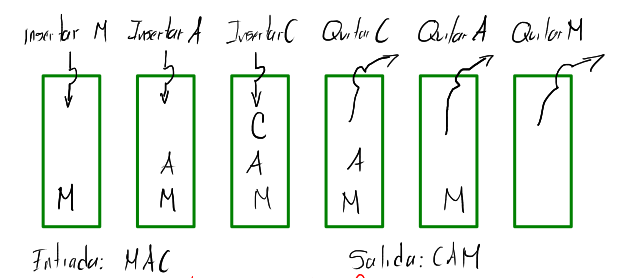 Insertar M Insertar A Insertar C Quitar C Quitar A Quitar M
C
A A A
M M M M M
Entrada: MAC Salida: CAM